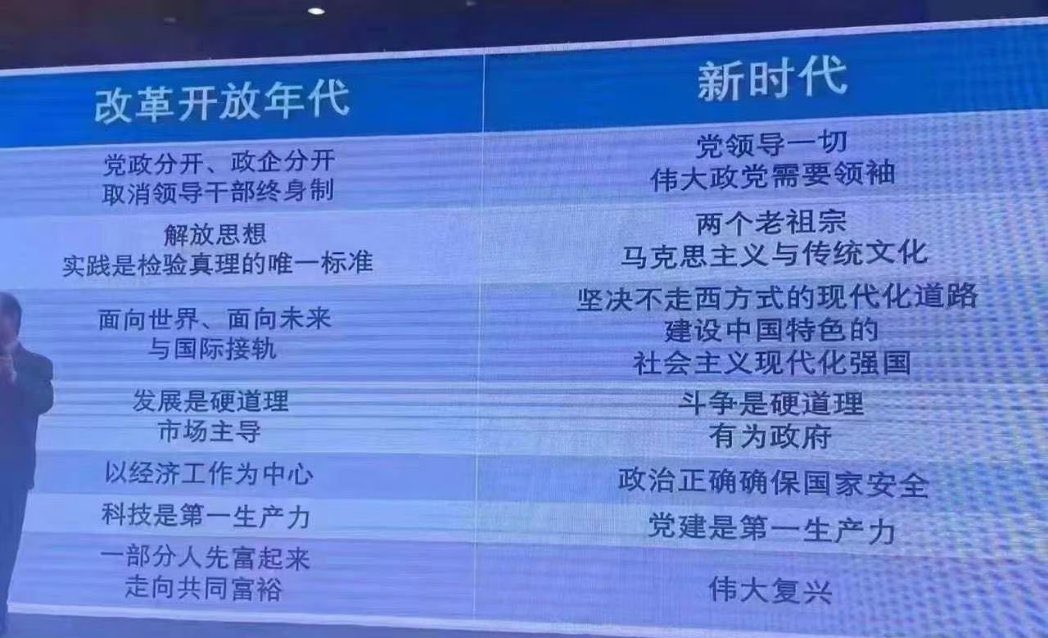 改革开放年代
新时代
党政分开、政企分开
取消领导干部终身制
党领导一切
伟大政党需要领袖
解放思想
实践是检验真理的唯一标准
两个老祖宗
马克思主义与传统文化
面向世界、面向未来
与国际接轨
坚决不走西方式的现代化道路
建设中国特色的
社会主义现代化强国
发展是硬道理
市场主导
斗争是硬道理
有为政府
以经济工作为中心
政治正确确保国家安全
科技是第一生产力
党建是第一生产力
一部分人先富起来
走向共同富裕
伟大复兴